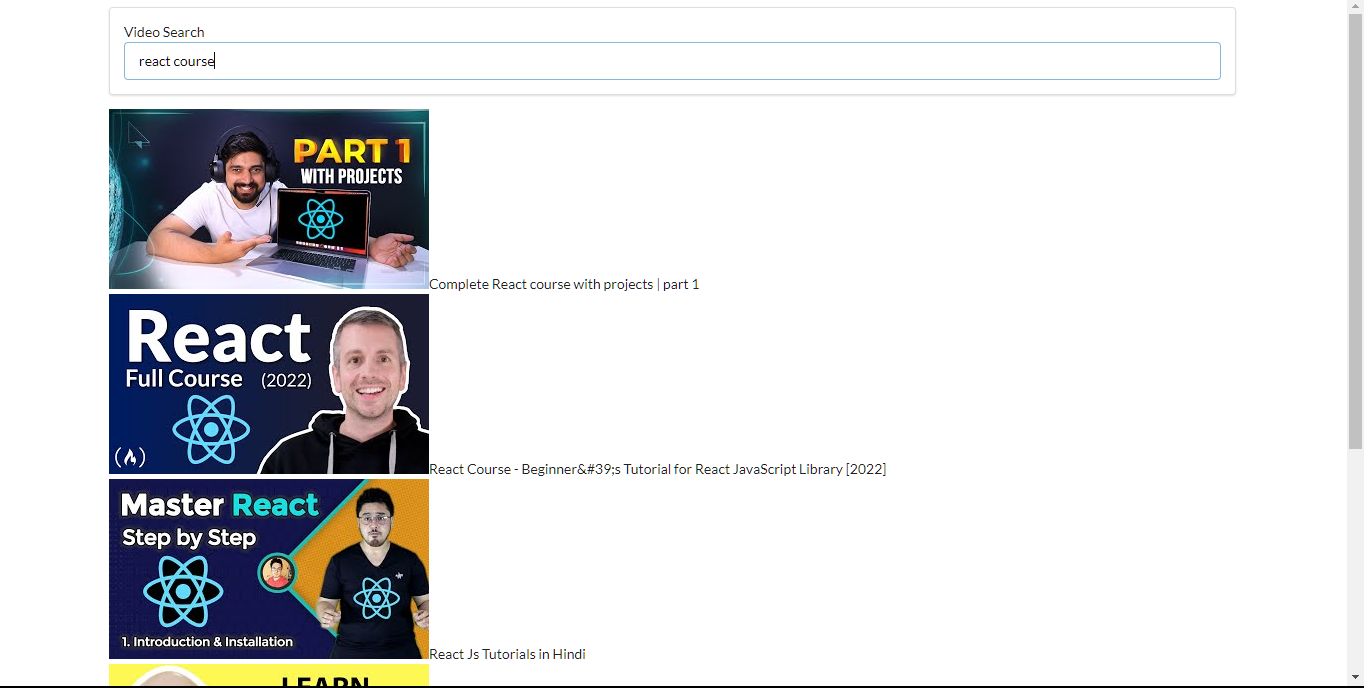 Video Search
react course
PART 1
WITH PROJECTS
Complete React course with projects | part 1
React
Full Course (2022)
React Course - Beginner&#39;s Tutorial for React JavaScript Library [2022]
Master React
Step by Step
1. Introduction & Installation
React Js Tutorials in Hindi
LEARN